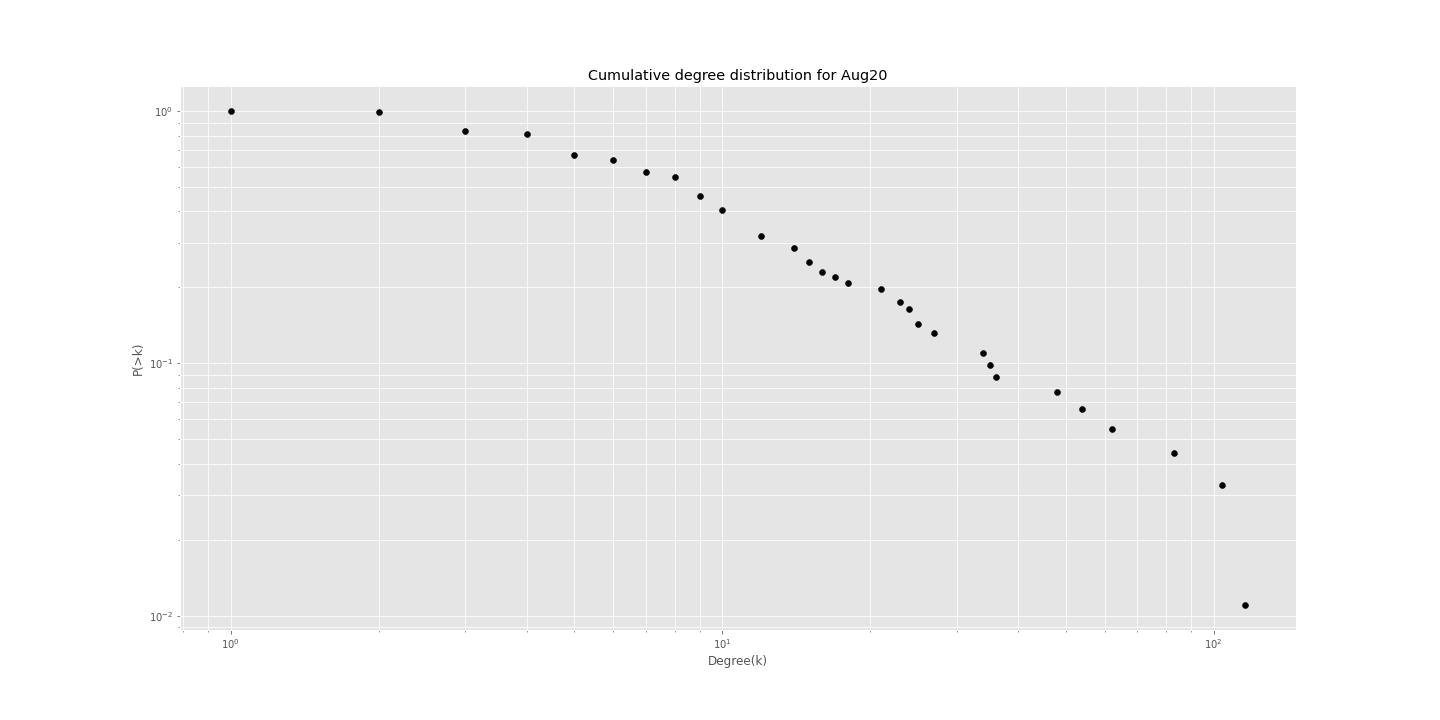 Cumulative degree distribution for Aug20
10⁰
10⁻¹
10⁻²
P(>k)
10⁰ 10¹ 10²
Degree(k)